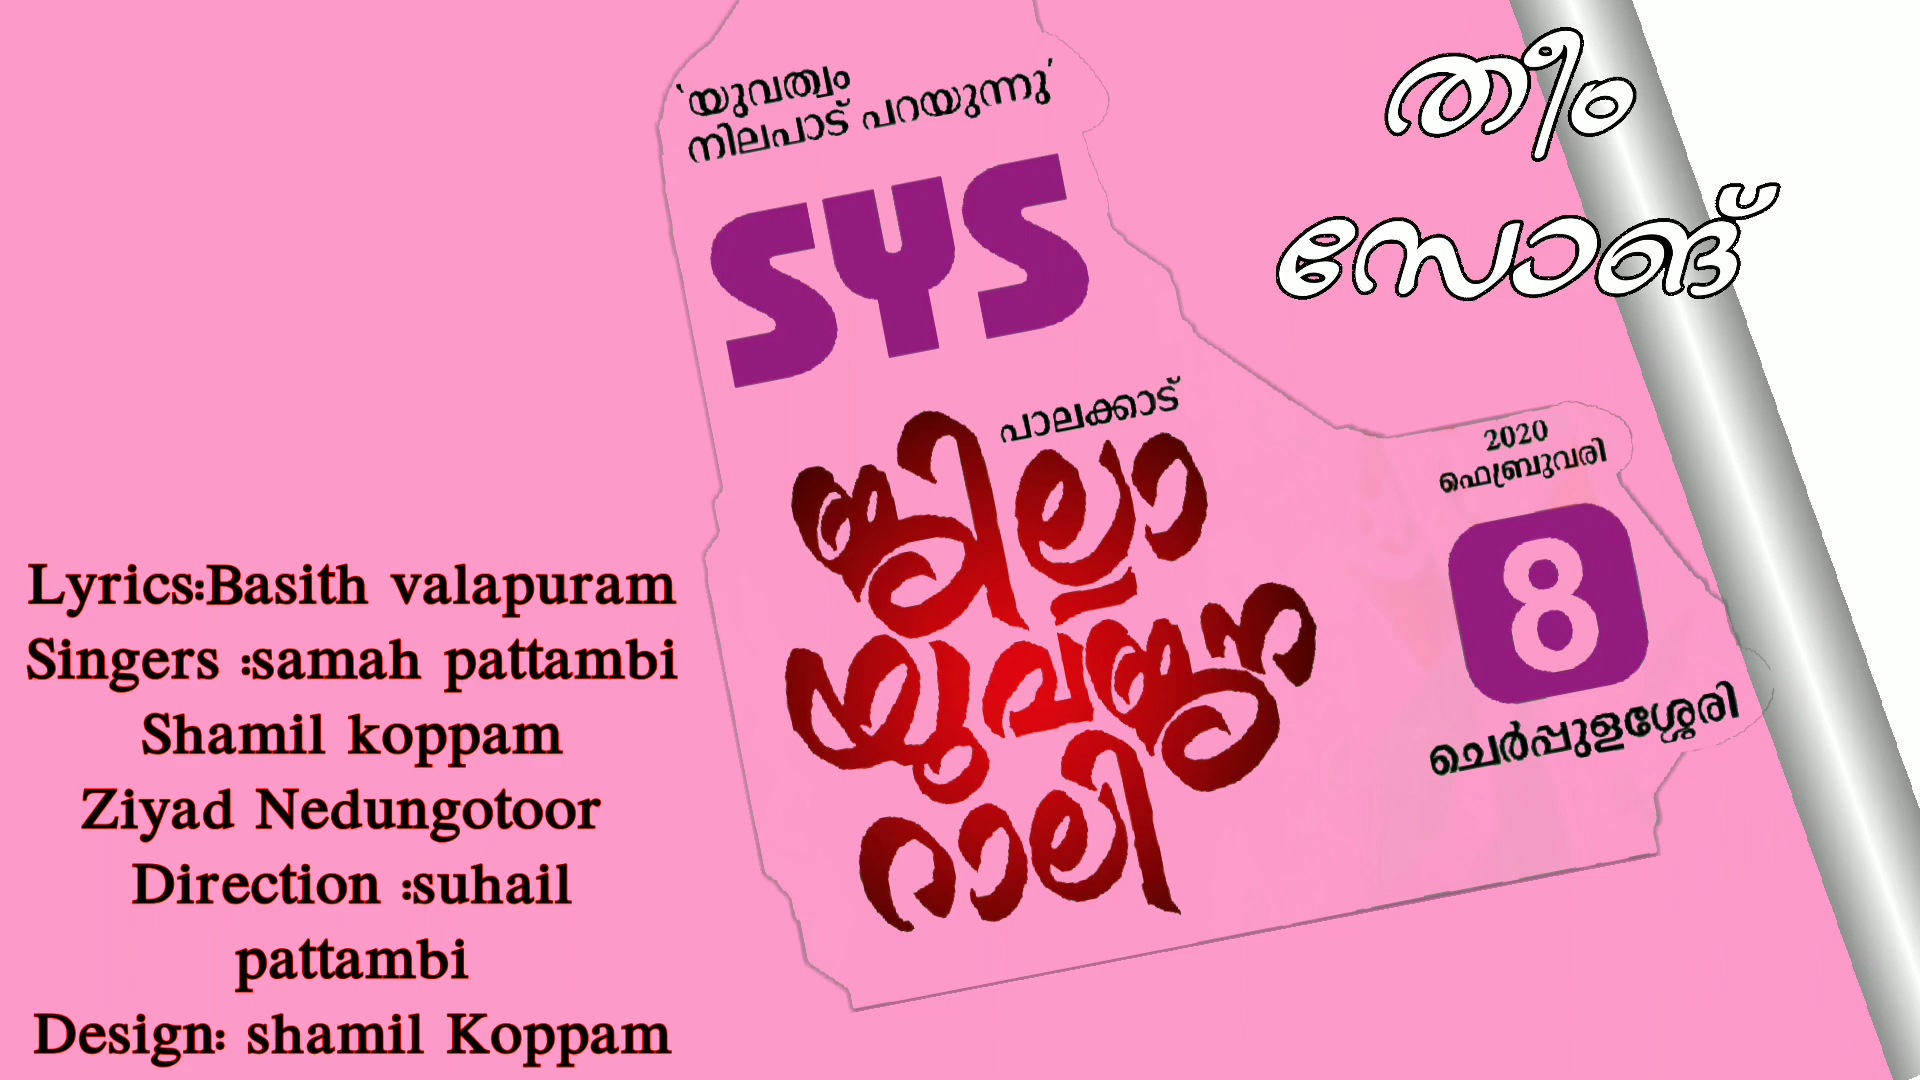 'യുവത്വം
നിലപാട് പറയുന്നു'
SYS
പാലക്കാട്
ജില്ലാ
യുവജന
റാലി
2020
ഫെബ്രുവരി
8
ചെർപ്പുളശ്ശേരി
തീം
സോങ്
Lyrics:Basith valapuram
Singers :samah pattambi
Shamil koppam
Ziyad Nedungotoor
Direction :suhail
pattambi
Design: shamil Koppam